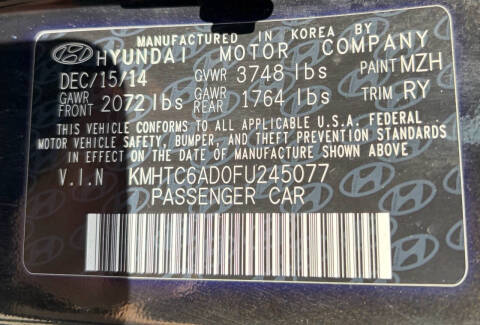 MANUFACTURED IN KOREA BY
HYUNDAI MOTOR COMPANY
DEC/15/14 GVWR 3748 lbs PAINT MZH
GAWR FRONT 2072 lbs GAWR REAR 1764 lbs TRIM RY
THIS VEHICLE CONFORMS TO ALL APPLICABLE U.S.A. FEDERAL
MOTOR VEHICLE SAFETY, BUMPER, AND THEFT PREVENTION STANDARDS
IN EFFECT ON THE DATE OF MANUFACTURE SHOWN ABOVE
V.I.N KMHTC6AD0FU245077
PASSENGER CAR